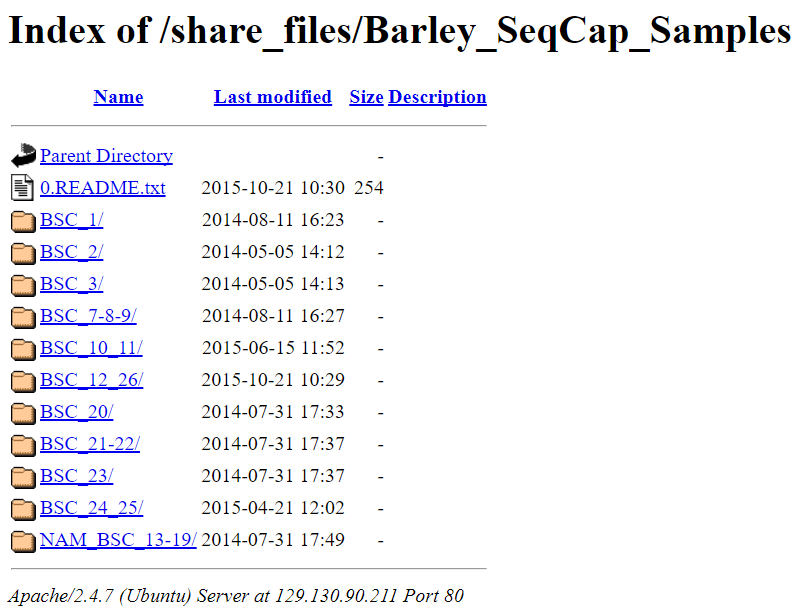 Index of /share_files/Barley_SeqCap_Samples
Name Last modified Size Description
Parent Directory -
0.README.txt 2015-10-21 10:30 254
BSC_1/ 2014-08-11 16:23 -
BSC_2/ 2014-05-05 14:12 -
BSC_3/ 2014-05-05 14:13 -
BSC_7-8-9/ 2014-08-11 16:27 -
BSC_10_11/ 2015-06-15 11:52 -
BSC_12_26/ 2015-10-21 10:29 -
BSC_20/ 2014-07-31 17:33 -
BSC_21-22/ 2014-07-31 17:37 -
BSC_23/ 2014-07-31 17:37 -
BSC_24_25/ 2015-04-21 12:02 -
NAM_BSC_13-19/ 2014-07-31 17:49 -
Apache/2.4.7 (Ubuntu) Server at 129.130.90.211 Port 80